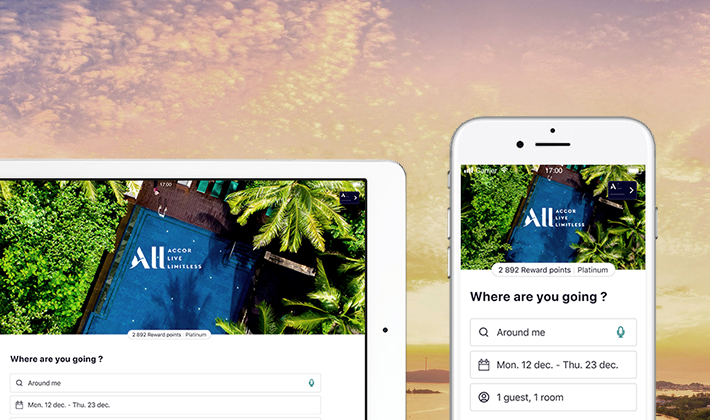 17:00
A
All ACCOR
LIVE
LIMITLESS
2 892 Reward points Platinum
Where are you going ?
Around me
Mon. 12 dec. - Thu. 23 dec.
Carrier 17:00
A
All ACCOR
LIVE
LIMITLESS
2 892 Reward points Platinum
Where are you going ?
Around me
Mon. 12 dec. - Thu. 23 dec.
1 guest, 1 room